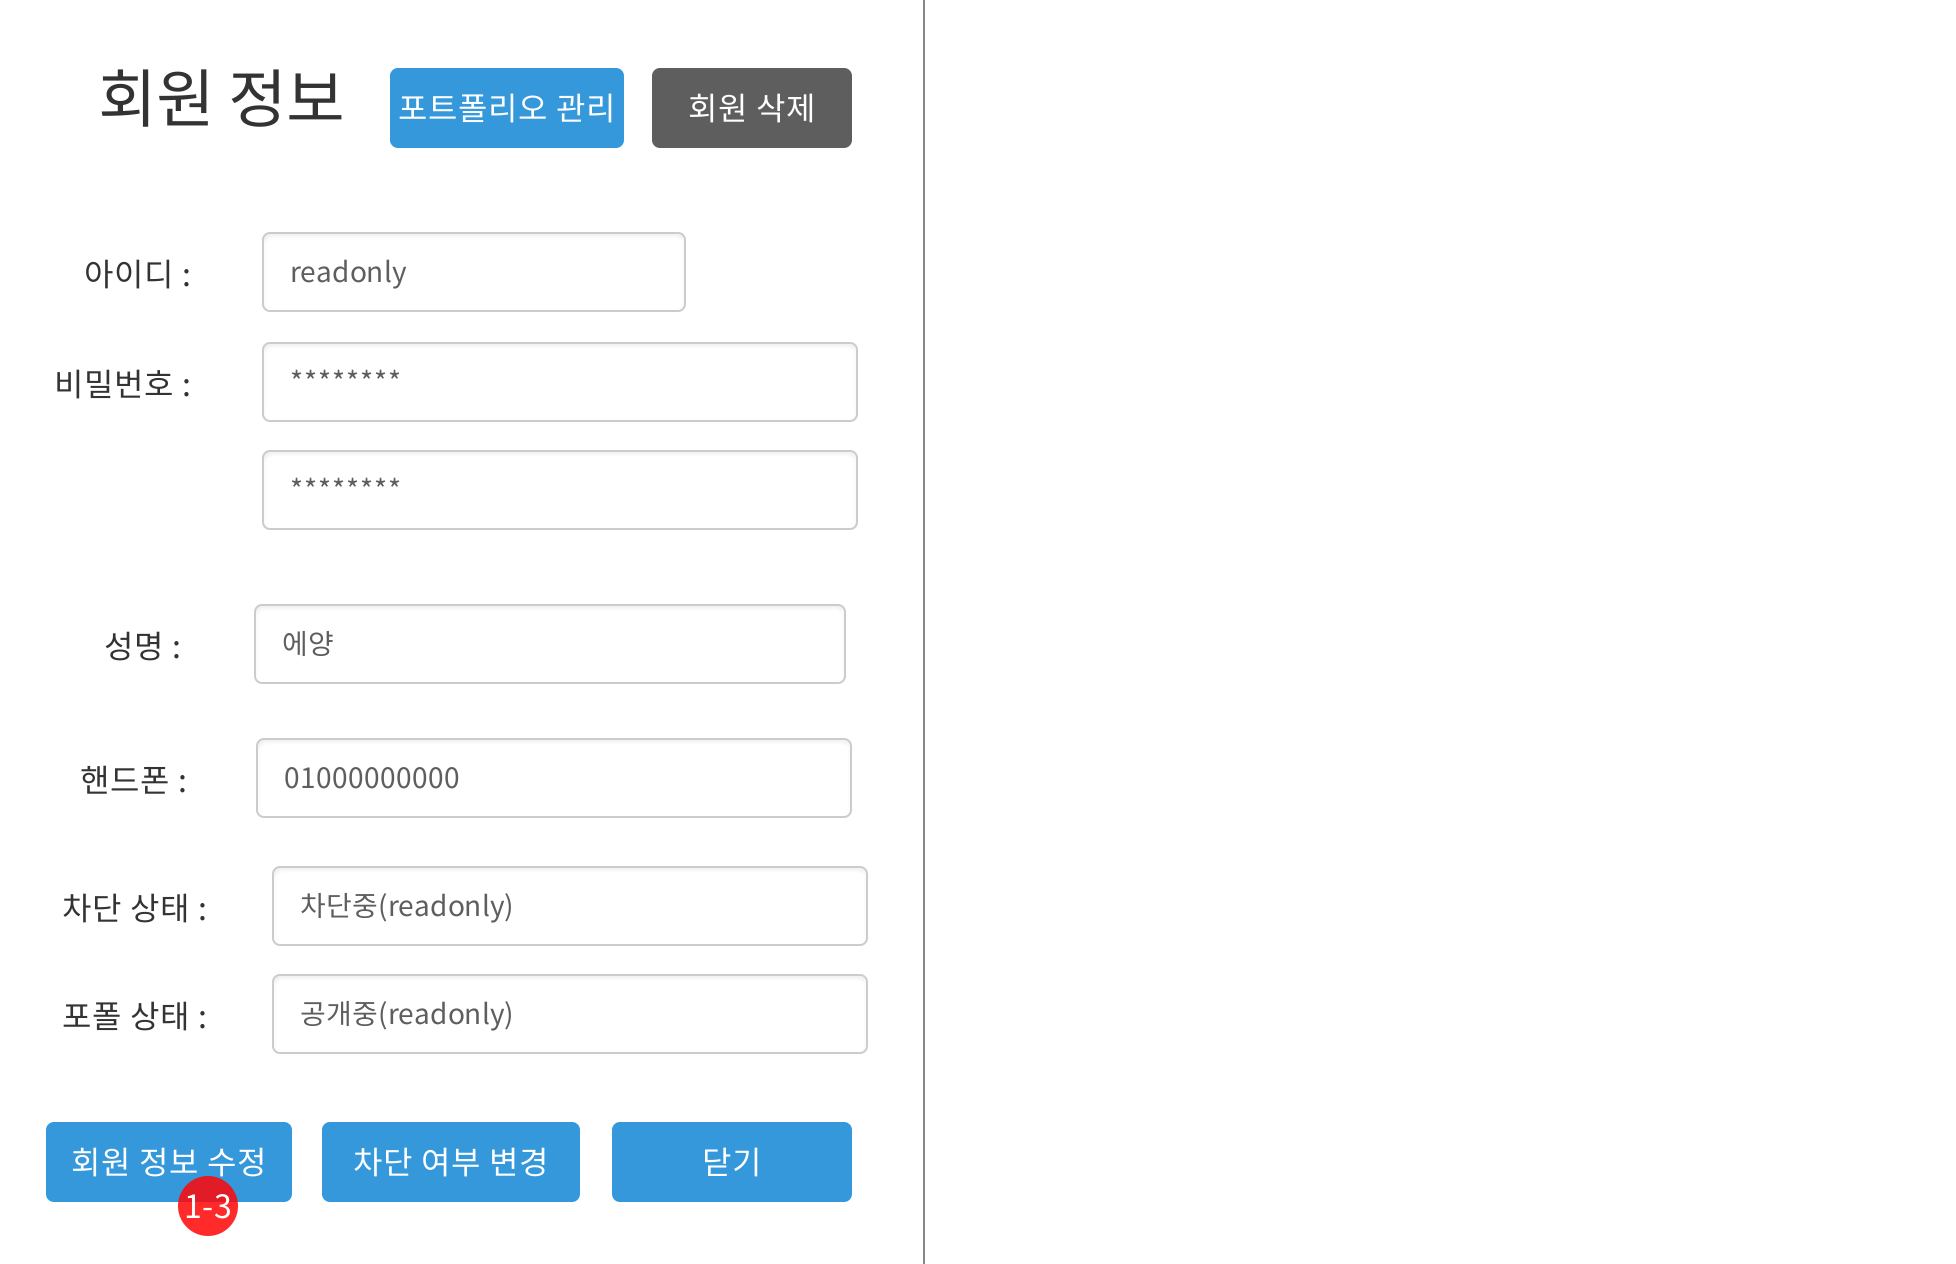 회원 정보 포트폴리오 관리 회원 삭제
아이디 : readonly
비밀번호 : ********
********
성명 : 에양
핸드폰 : 01000000000
차단 상태 : 차단중(readonly)
포폴 상태 : 공개중(readonly)
회원 정보 수정 차단 여부 변경 닫기
1-3